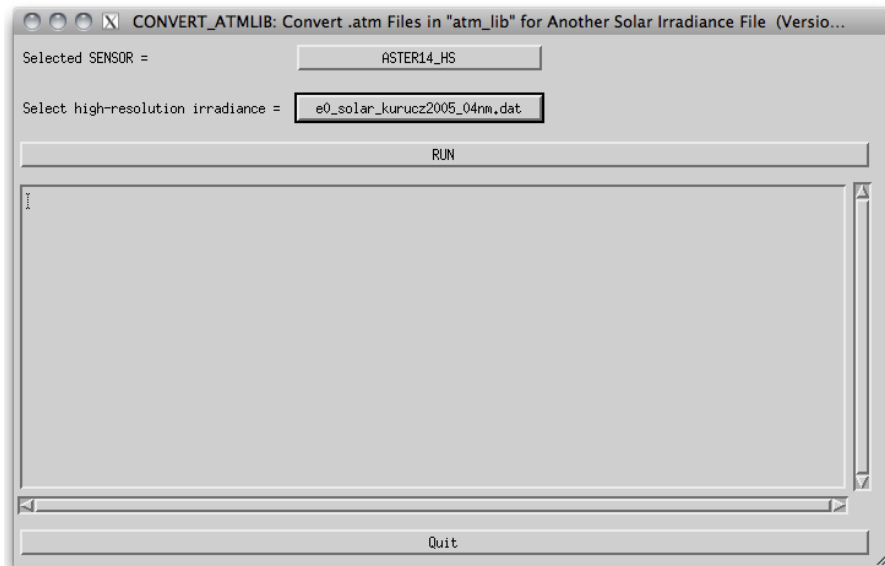 X CONVERT_ATMLIB: Convert .atm Files in "atm_lib" for Another Solar Irradiance File (Versio...
Selected SENSOR = ASTER14_HS
Select high-resolution irradiance = e0_solar_kurucz2005_04nm.dat
RUN
Quit